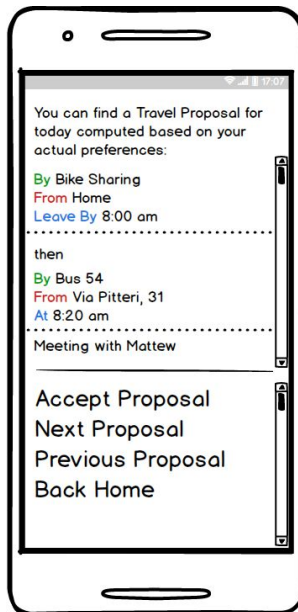 17:07
You can find a Travel Proposal for
today computed based on your
actual preferences:
By Bike Sharing
From Home
Leave By 8:00 am
then
By Bus 54
From Via Pitteri, 31
At 8:20 am
Meeting with Mattew
Accept Proposal
Next Proposal
Previous Proposal
Back Home